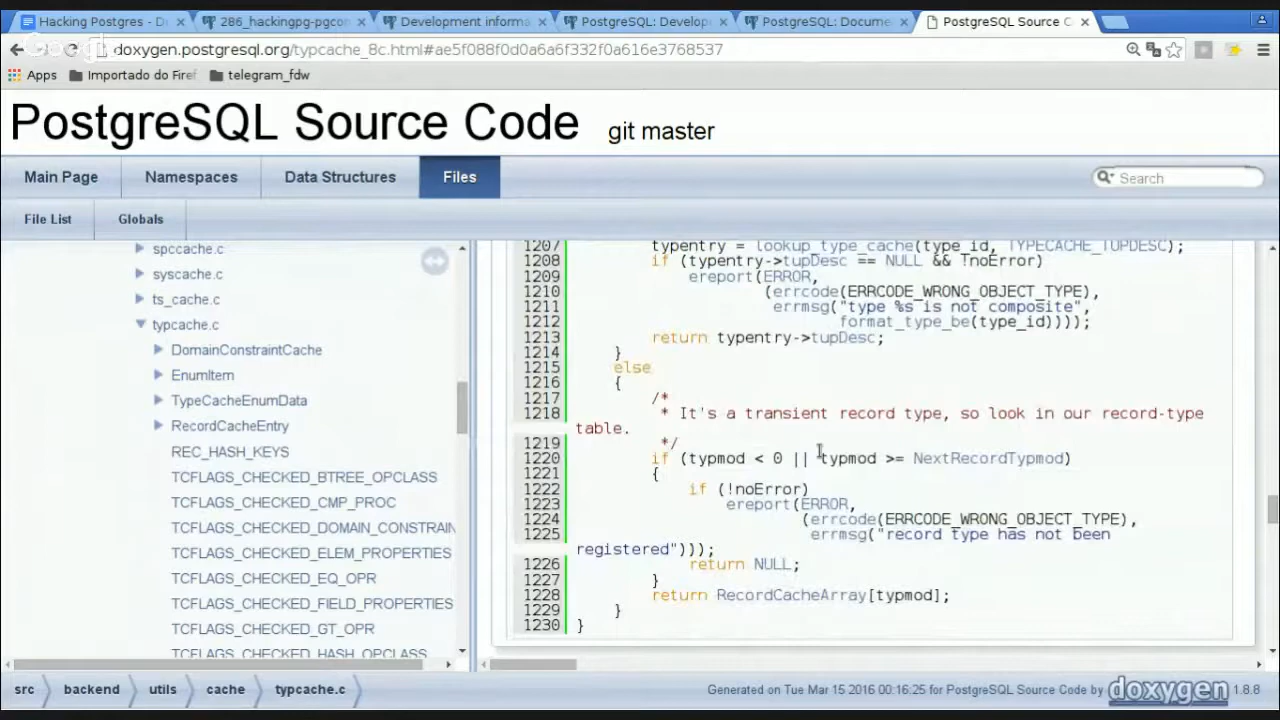 Hacking Postgres - D
286_hackingpg-pgcon
Development informa
PostgreSQL: Develop
PostgreSQL: Docume
PostgreSQL Source C
doxygen.postgresql.org/typcache_8c.html#ae5f088f0d0a6a6f332f0a616e3768537
Apps
Importado do Firef
telegram_fdw
PostgreSQL Source Code git master
Main Page
Namespaces
Data Structures
Files
Search
File List
Globals
spccache.c
syscache.c
ts_cache.c
typcache.c
DomainConstraintCache
EnumItem
TypeCacheEnumData
RecordCacheEntry
REC_HASH_KEYS
TCFLAGS_CHECKED_BTREE_OPCLASS
TCFLAGS_CHECKED_CMP_PROC
TCFLAGS_CHECKED_DOMAIN_CONSTRAIN
TCFLAGS_CHECKED_ELEM_PROPERTIES
TCFLAGS_CHECKED_EQ_OPR
TCFLAGS_CHECKED_FIELD_PROPERTIES
TCFLAGS_CHECKED_GT_OPR
TCFLAGS_CHECKED_HASH_OPCLASS
1207 typentry = lookup_type_cache(type_id, TYPECACHE_TUPDESC);
1208 if (typentry->tupDesc == NULL && !noError)
1209 ereport(ERROR,
1210 (errcode(ERRCODE_WRONG_OBJECT_TYPE),
1211 errmsg("type %s is not composite",
1212 format_type_be(type_id))));
1213 return typentry->tupDesc;
1214 }
1215 else
1216 {
1217 /*
1218 * It's a transient record type, so look in our record-type
table.
1219 */
1220 if (typmod < 0 || typmod >= NextRecordTypmod)
1221 {
1222 if (!noError)
1223 ereport(ERROR,
1224 (errcode(ERRCODE_WRONG_OBJECT_TYPE),
1225 errmsg("record type has not been
registered")));
1226 return NULL;
1227 }
1228 return RecordCacheArray[typmod];
1229 }
1230 }
src
backend
utils
cache
typcache.c
Generated on Tue Mar 15 2016 00:16:25 for PostgreSQL Source Code by doxygen 1.8.8